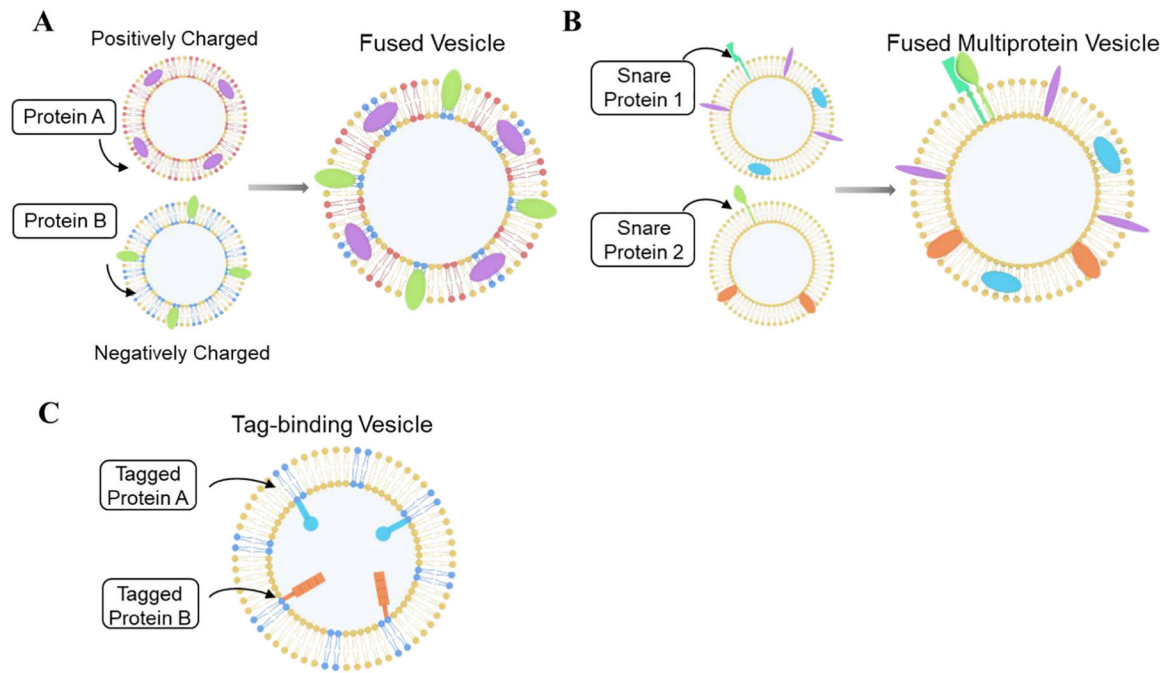 A
Positively Charged
Protein A
Protein B
Negatively Charged
Fused Vesicle
B
Snare
Protein 1
Snare
Protein 2
Fused Multiprotein Vesicle
C
Tag-binding Vesicle
Tagged
Protein A
Tagged
Protein B